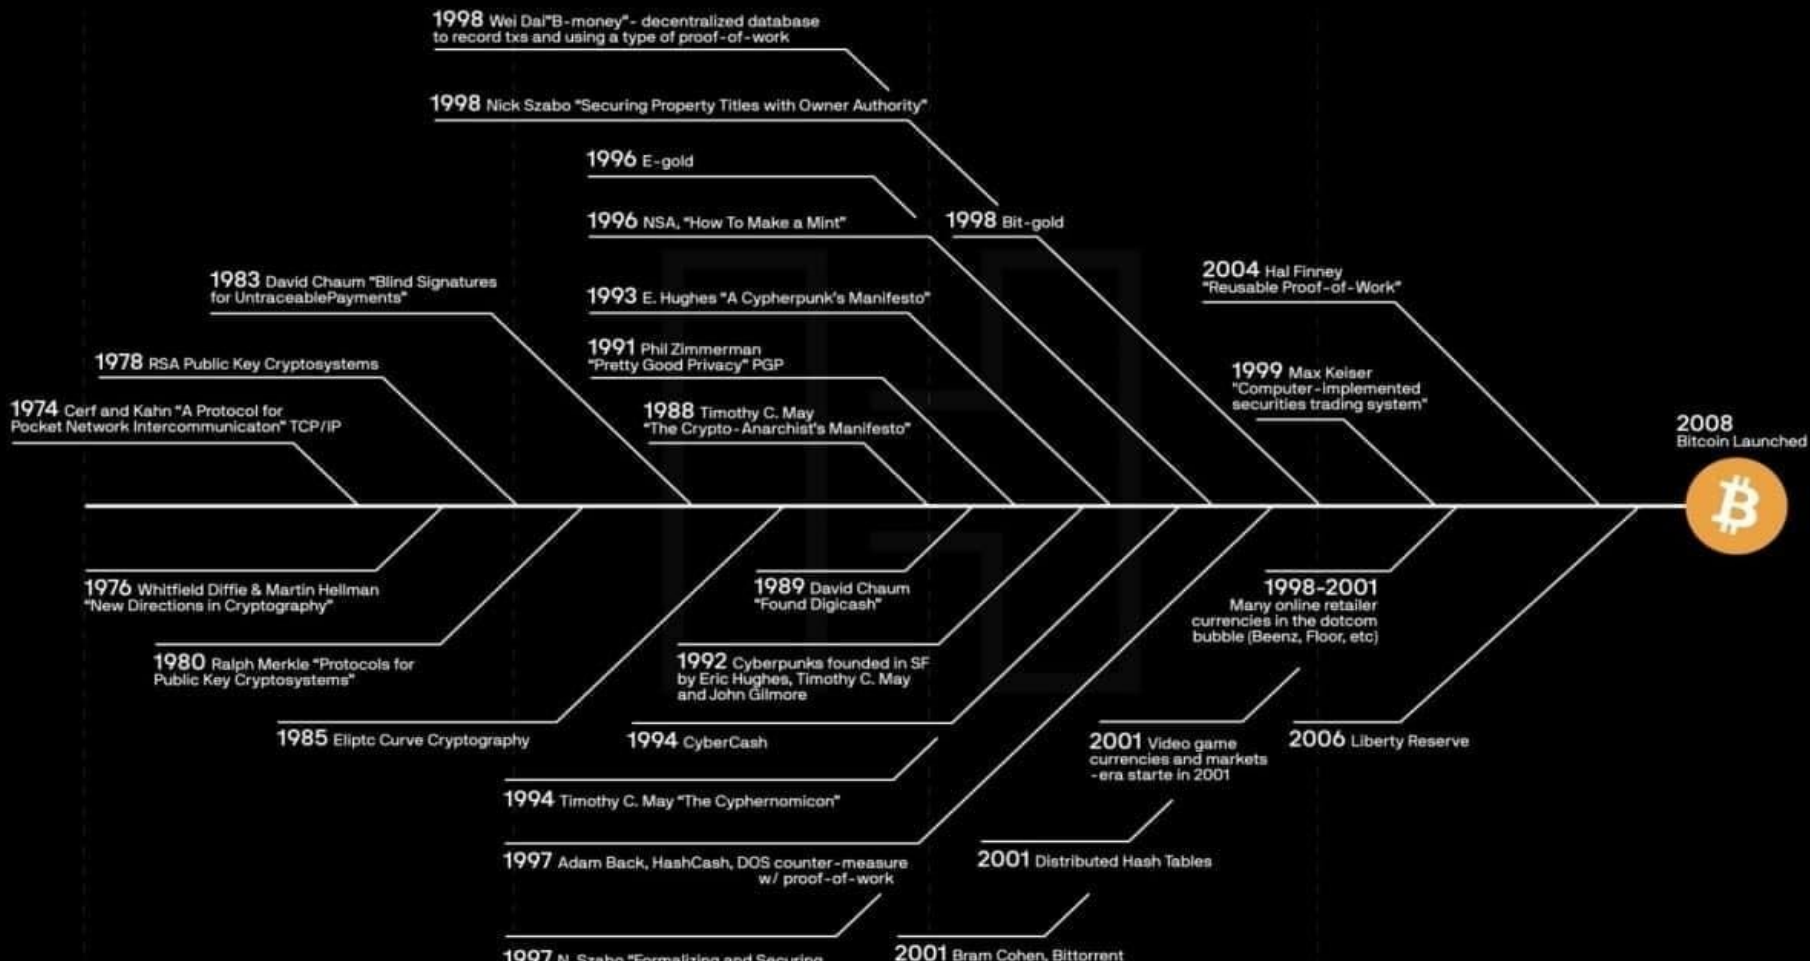 1998 Wei Dai"B-money"- decentralized database
to record txs and using a type of proof-of-work
1998 Nick Szabo "Securing Property Titles with Owner Authority"
1996 E-gold
1996 NSA, "How To Make a Mint"
1998 Bit-gold
1983 David Chaum "Blind Signatures
for UntraceablePayments"
1993 E. Hughes "A Cypherpunk's Manifesto"
2004 Hal Finney
"Reusable Proof-of-Work"
1991 Phil Zimmerman
"Pretty Good Privacy" PGP
1978 RSA Public Key Cryptosystems
1999 Max Keiser
"Computer-implemented
securities trading system"
1974 Cerf and Kahn "A Protocol for
Pocket Network Intercommunicaton" TCP/IP
1988 Timothy C. May
"The Crypto-Anarchist's Manifesto"
2008
Bitcoin Launched
1976 Whitfield Diffie & Martin Hellman
"New Directions in Cryptography"
1989 David Chaum
"Found Digicash"
1998-2001
Many online retailer
currencies in the dotcom
bubble (Beenz, Floor, etc)
1980 Ralph Merkle "Protocols for
Public Key Cryptosystems"
1992 Cyberpunks founded in SF
by Eric Hughes, Timothy C. May
and John Gilmore
1985 Eliptc Curve Cryptography
1994 CyberCash
2001 Video game
currencies and markets
-era starte in 2001
2006 Liberty Reserve
1994 Timothy C. May "The Cyphernomicon"
1997 Adam Back, HashCash, DOS counter-measure
w/ proof-of-work
2001 Distributed Hash Tables
1997 N. Szabo "Formalizing and Securing
2001 Bram Cohen, Bittorrent